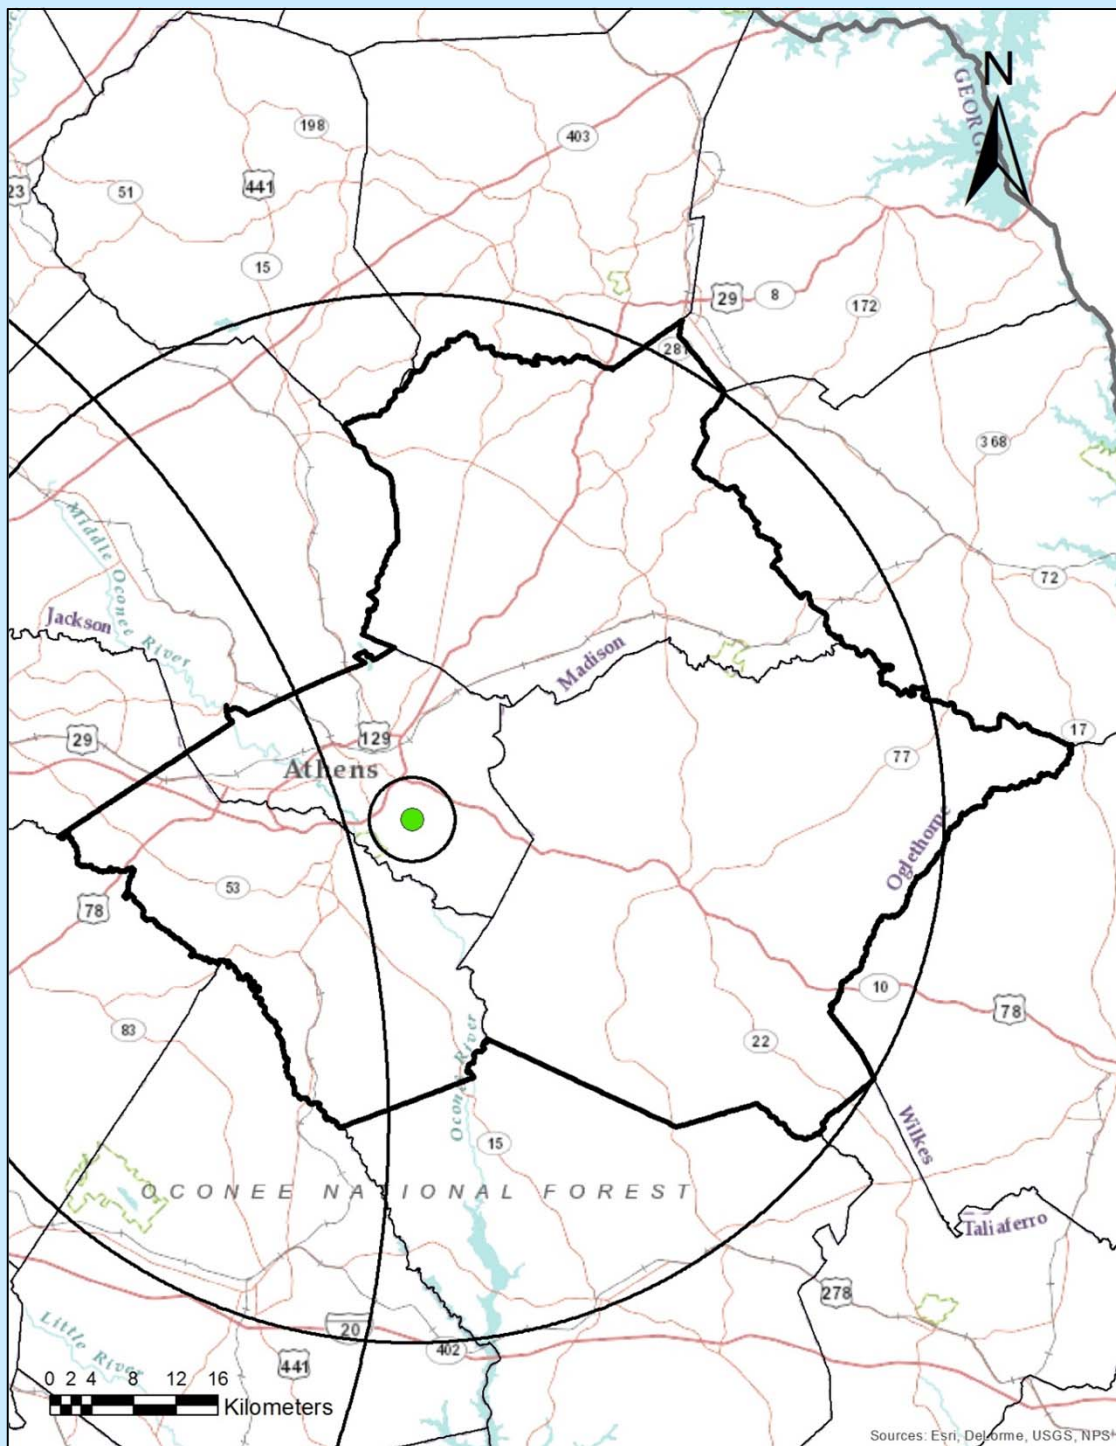 GEORG
N
198
403
23
51
441
15
29
8
172
281
368
Middle Oconee River
72
Jackson
Madison
17
29
129
77
Athens
Oglethorpe
53
78
10
78
83
22
Oconee River
Wilkes
15
OCONEE NATIONAL FOREST
Taliaferro
278
20
402
Little River
441
0 2 4 8 12 16
Kilometers
Sources: Esri, DeLorme, USGS, NPS